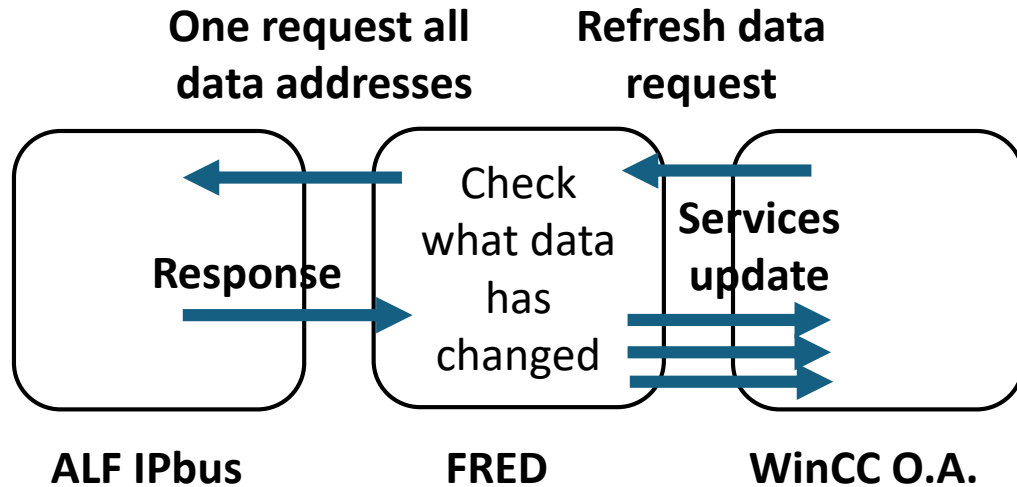 One request all
data addresses
Refresh data
request
Check
what data
has
changed
Response
Services
update
ALF IPbus
FRED
WinCC O.A.